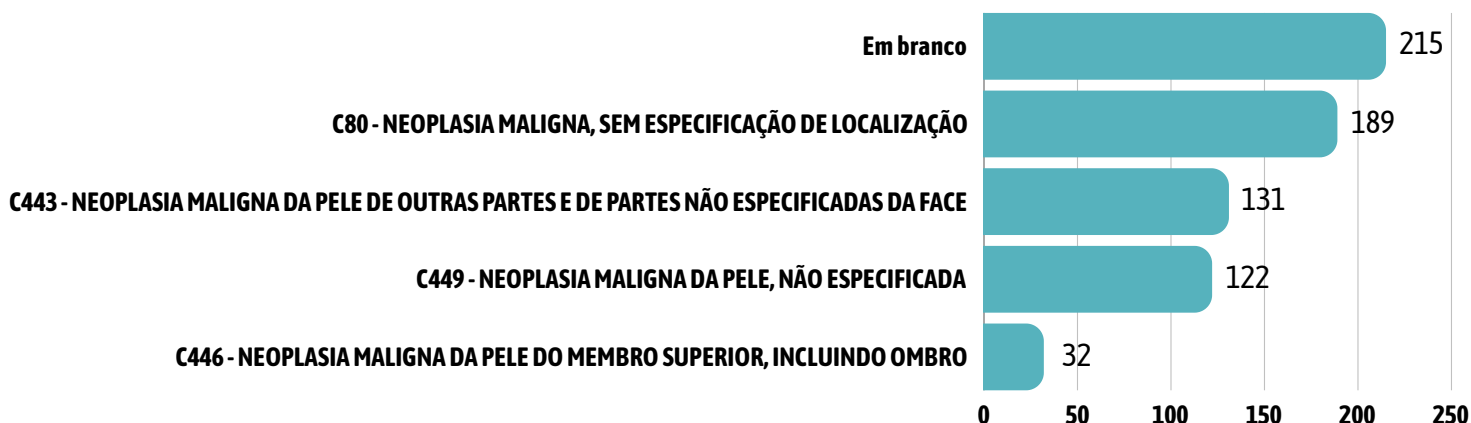 Em branco 215
C80 - NEOPLASIA MALIGNA, SEM ESPECIFICAÇÃO DE LOCALIZAÇÃO 189
C443 - NEOPLASIA MALIGNA DA PELE DE OUTRAS PARTES E DE PARTES NÃO ESPECIFICADAS DA FACE 131
C449 - NEOPLASIA MALIGNA DA PELE, NÃO ESPECIFICADA 122
C446 - NEOPLASIA MALIGNA DA PELE DO MEMBRO SUPERIOR, INCLUINDO OMBRO 32
0 50 100 150 200 250